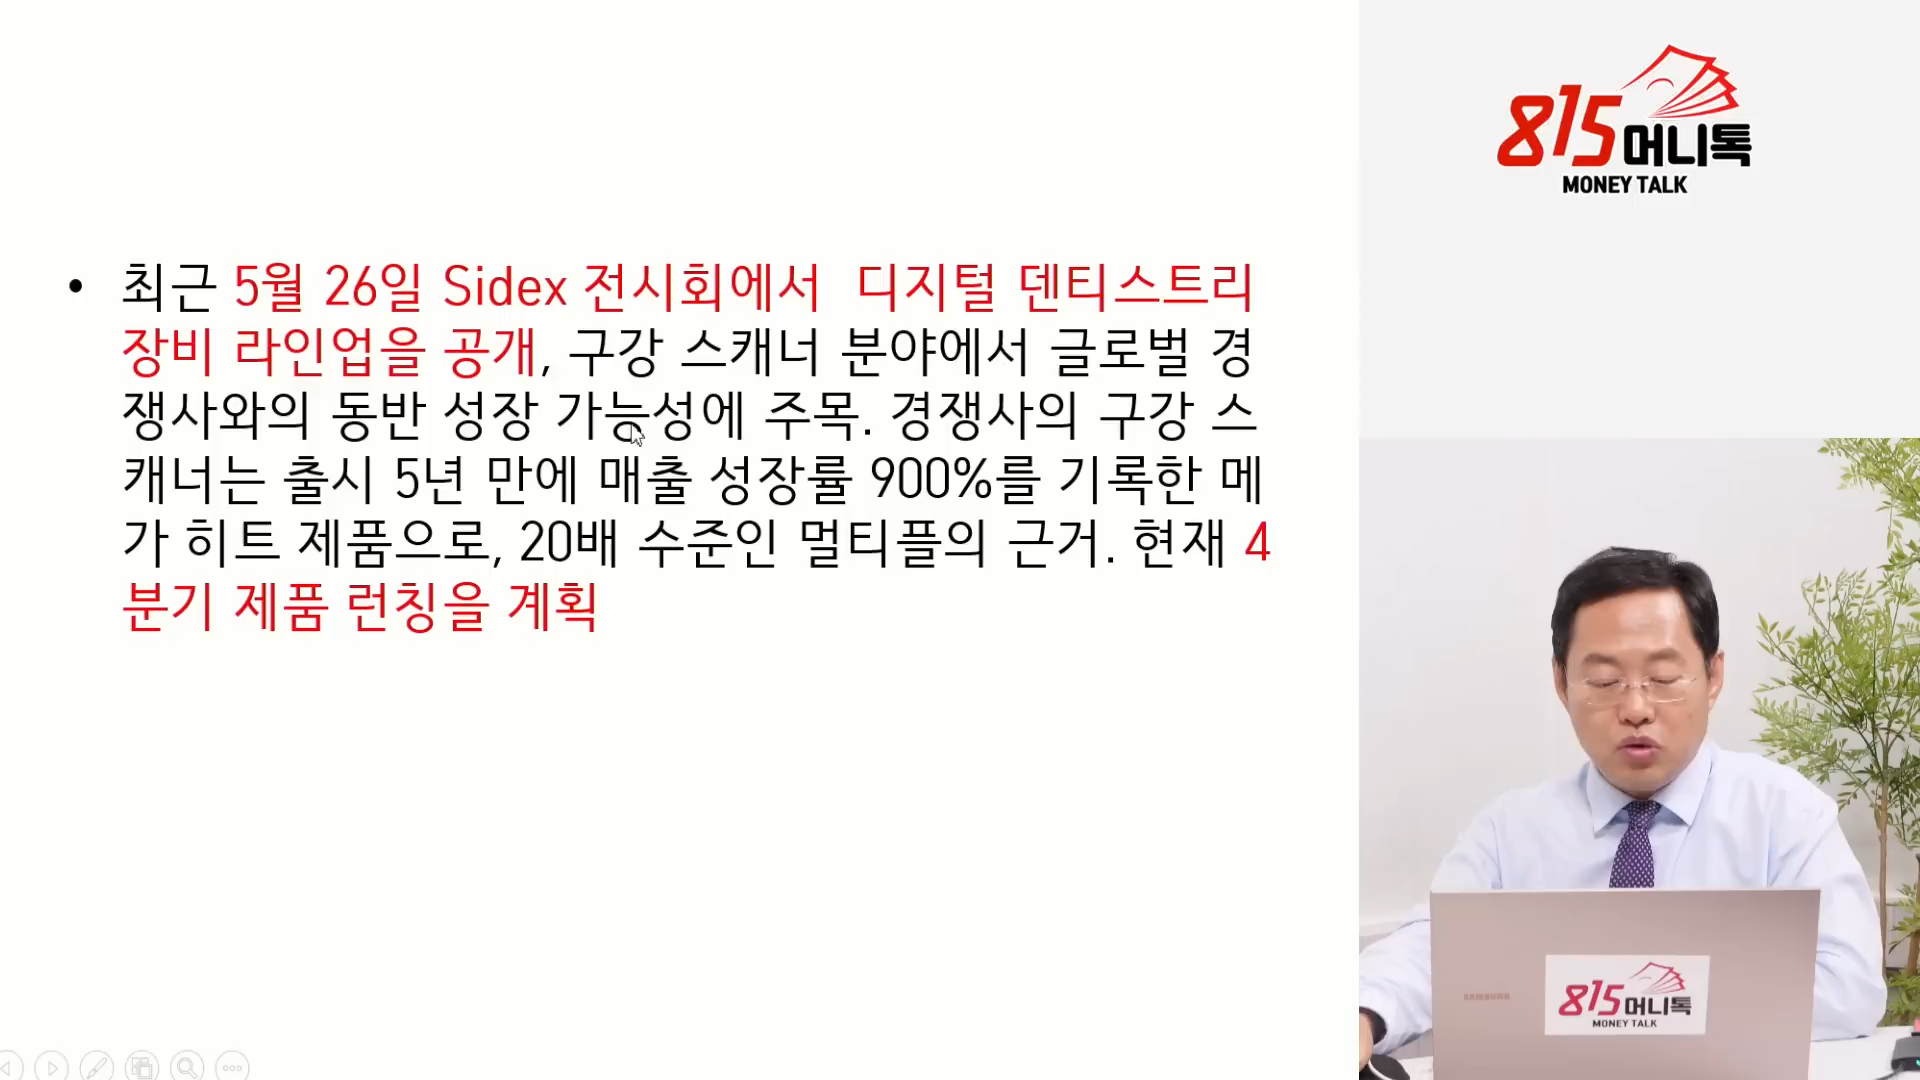 815머니톡
MONEY TALK
• 최근 5월 26일 Sidex 전시회에서 디지털 덴티스트리
장비 라인업을 공개, 구강 스캐너 분야에서 글로벌 경
쟁사와의 동반 성장 가능성에 주목. 경쟁사의 구강 스
캐너는 출시 5년 만에 매출 성장률 900%를 기록한 메
가 히트 제품으로, 20배 수준인 멀티플의 근거. 현재 4
분기 제품 런칭을 계획
SAMSUNG
815머니톡
MONEY TALK